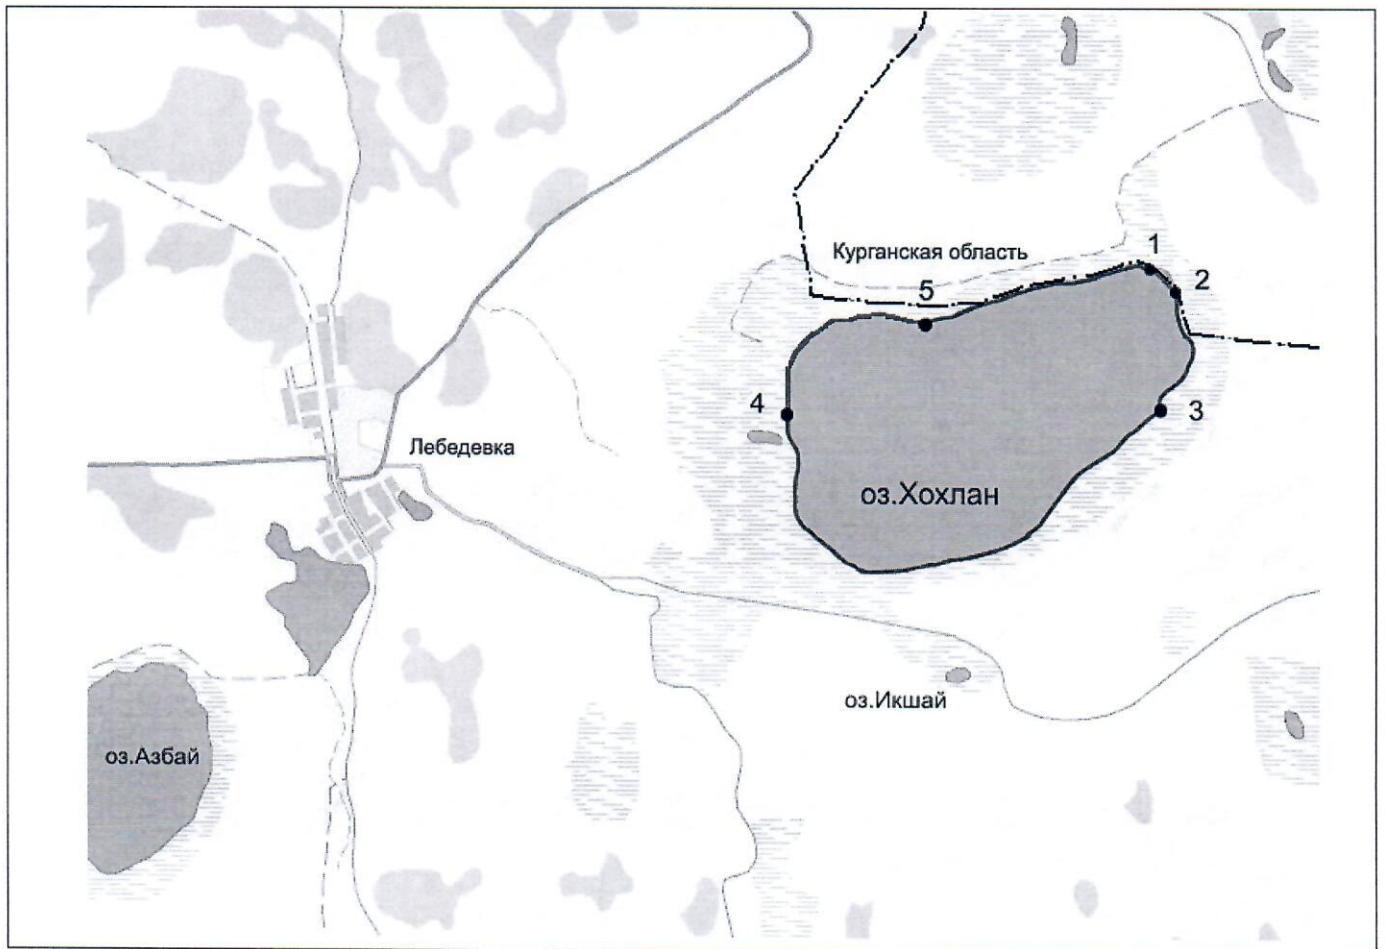 Курганская область
1
2
5
4
3
Лебедевка
оз.Хохлан
оз.Икшай
оз.Азбай